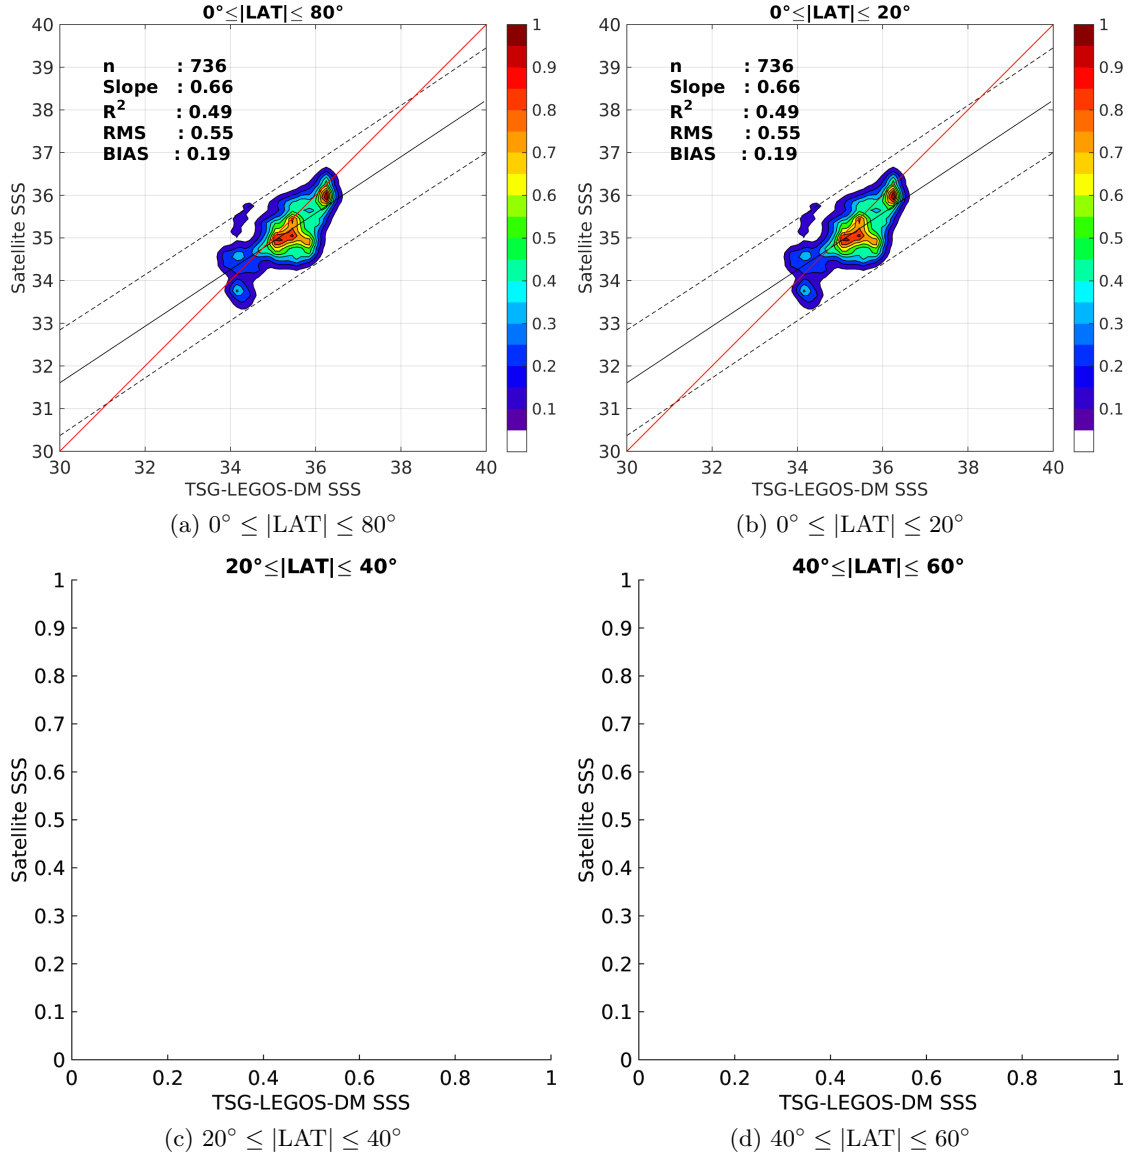 0°≤|LAT|≤ 80°
n : 736
Slope : 0.66
R2 : 0.49
RMS : 0.55
BIAS : 0.19
Satellite SSS
40
39
38
37
36
35
34
33
32
31
30
30 32 34 36 38 40
TSG-LEGOS-DM SSS
1
0.9
0.8
0.7
0.6
0.5
0.4
0.3
0.2
0.1
(a) 0° ≤ |LAT| ≤ 80°
0°≤|LAT|≤ 20°
n : 736
Slope : 0.66
R2 : 0.49
RMS : 0.55
BIAS : 0.19
Satellite SSS
40
39
38
37
36
35
34
33
32
31
30
30 32 34 36 38 40
TSG-LEGOS-DM SSS
1
0.9
0.8
0.7
0.6
0.5
0.4
0.3
0.2
0.1
(b) 0° ≤ |LAT| ≤ 20°
20°≤|LAT|≤ 40°
Satellite SSS
1
0.9
0.8
0.7
0.6
0.5
0.4
0.3
0.2
0.1
0
0 0.2 0.4 0.6 0.8 1
TSG-LEGOS-DM SSS
(c) 20° ≤ |LAT| ≤ 40°
40°≤|LAT|≤ 60°
Satellite SSS
1
0.9
0.8
0.7
0.6
0.5
0.4
0.3
0.2
0.1
0
0 0.2 0.4 0.6 0.8 1
TSG-LEGOS-DM SSS
(d) 40° ≤ |LAT| ≤ 60°